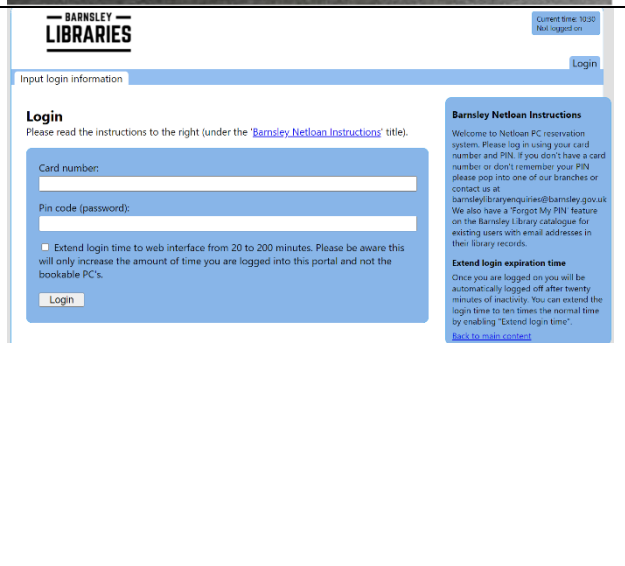 BARNSLEY
LIBRARIES
Current time: 10:30
Not logged on
Login
Input login information
Login
Please read the instructions to the right (under the 'Barnsley Netloan Instructions' title).
Card number:
Pin code (password):
Extend login time to web interface from 20 to 200 minutes. Please be aware this
will only increase the amount of time you are logged into this portal and not the
bookable PC's.
Login
Barnsley Netloan Instructions
Welcome to Netloan PC reservation
system. Please log in using your card
number and PIN. If you don't have a card
number or don't remember your PIN
please pop into one of our branches or
contact us at
barnsleylibraryenquiries@barnsley.gov.uk
We also have a 'Forgot My PIN' feature
on the Barnsley Library catalogue for
existing users with email addresses in
their library records.
Extend login expiration time
Once you are logged on you will be
automatically logged off after twenty
minutes of inactivity. You can extend the
login time to ten times the normal time
by enabling "Extend login time".
Back to main content